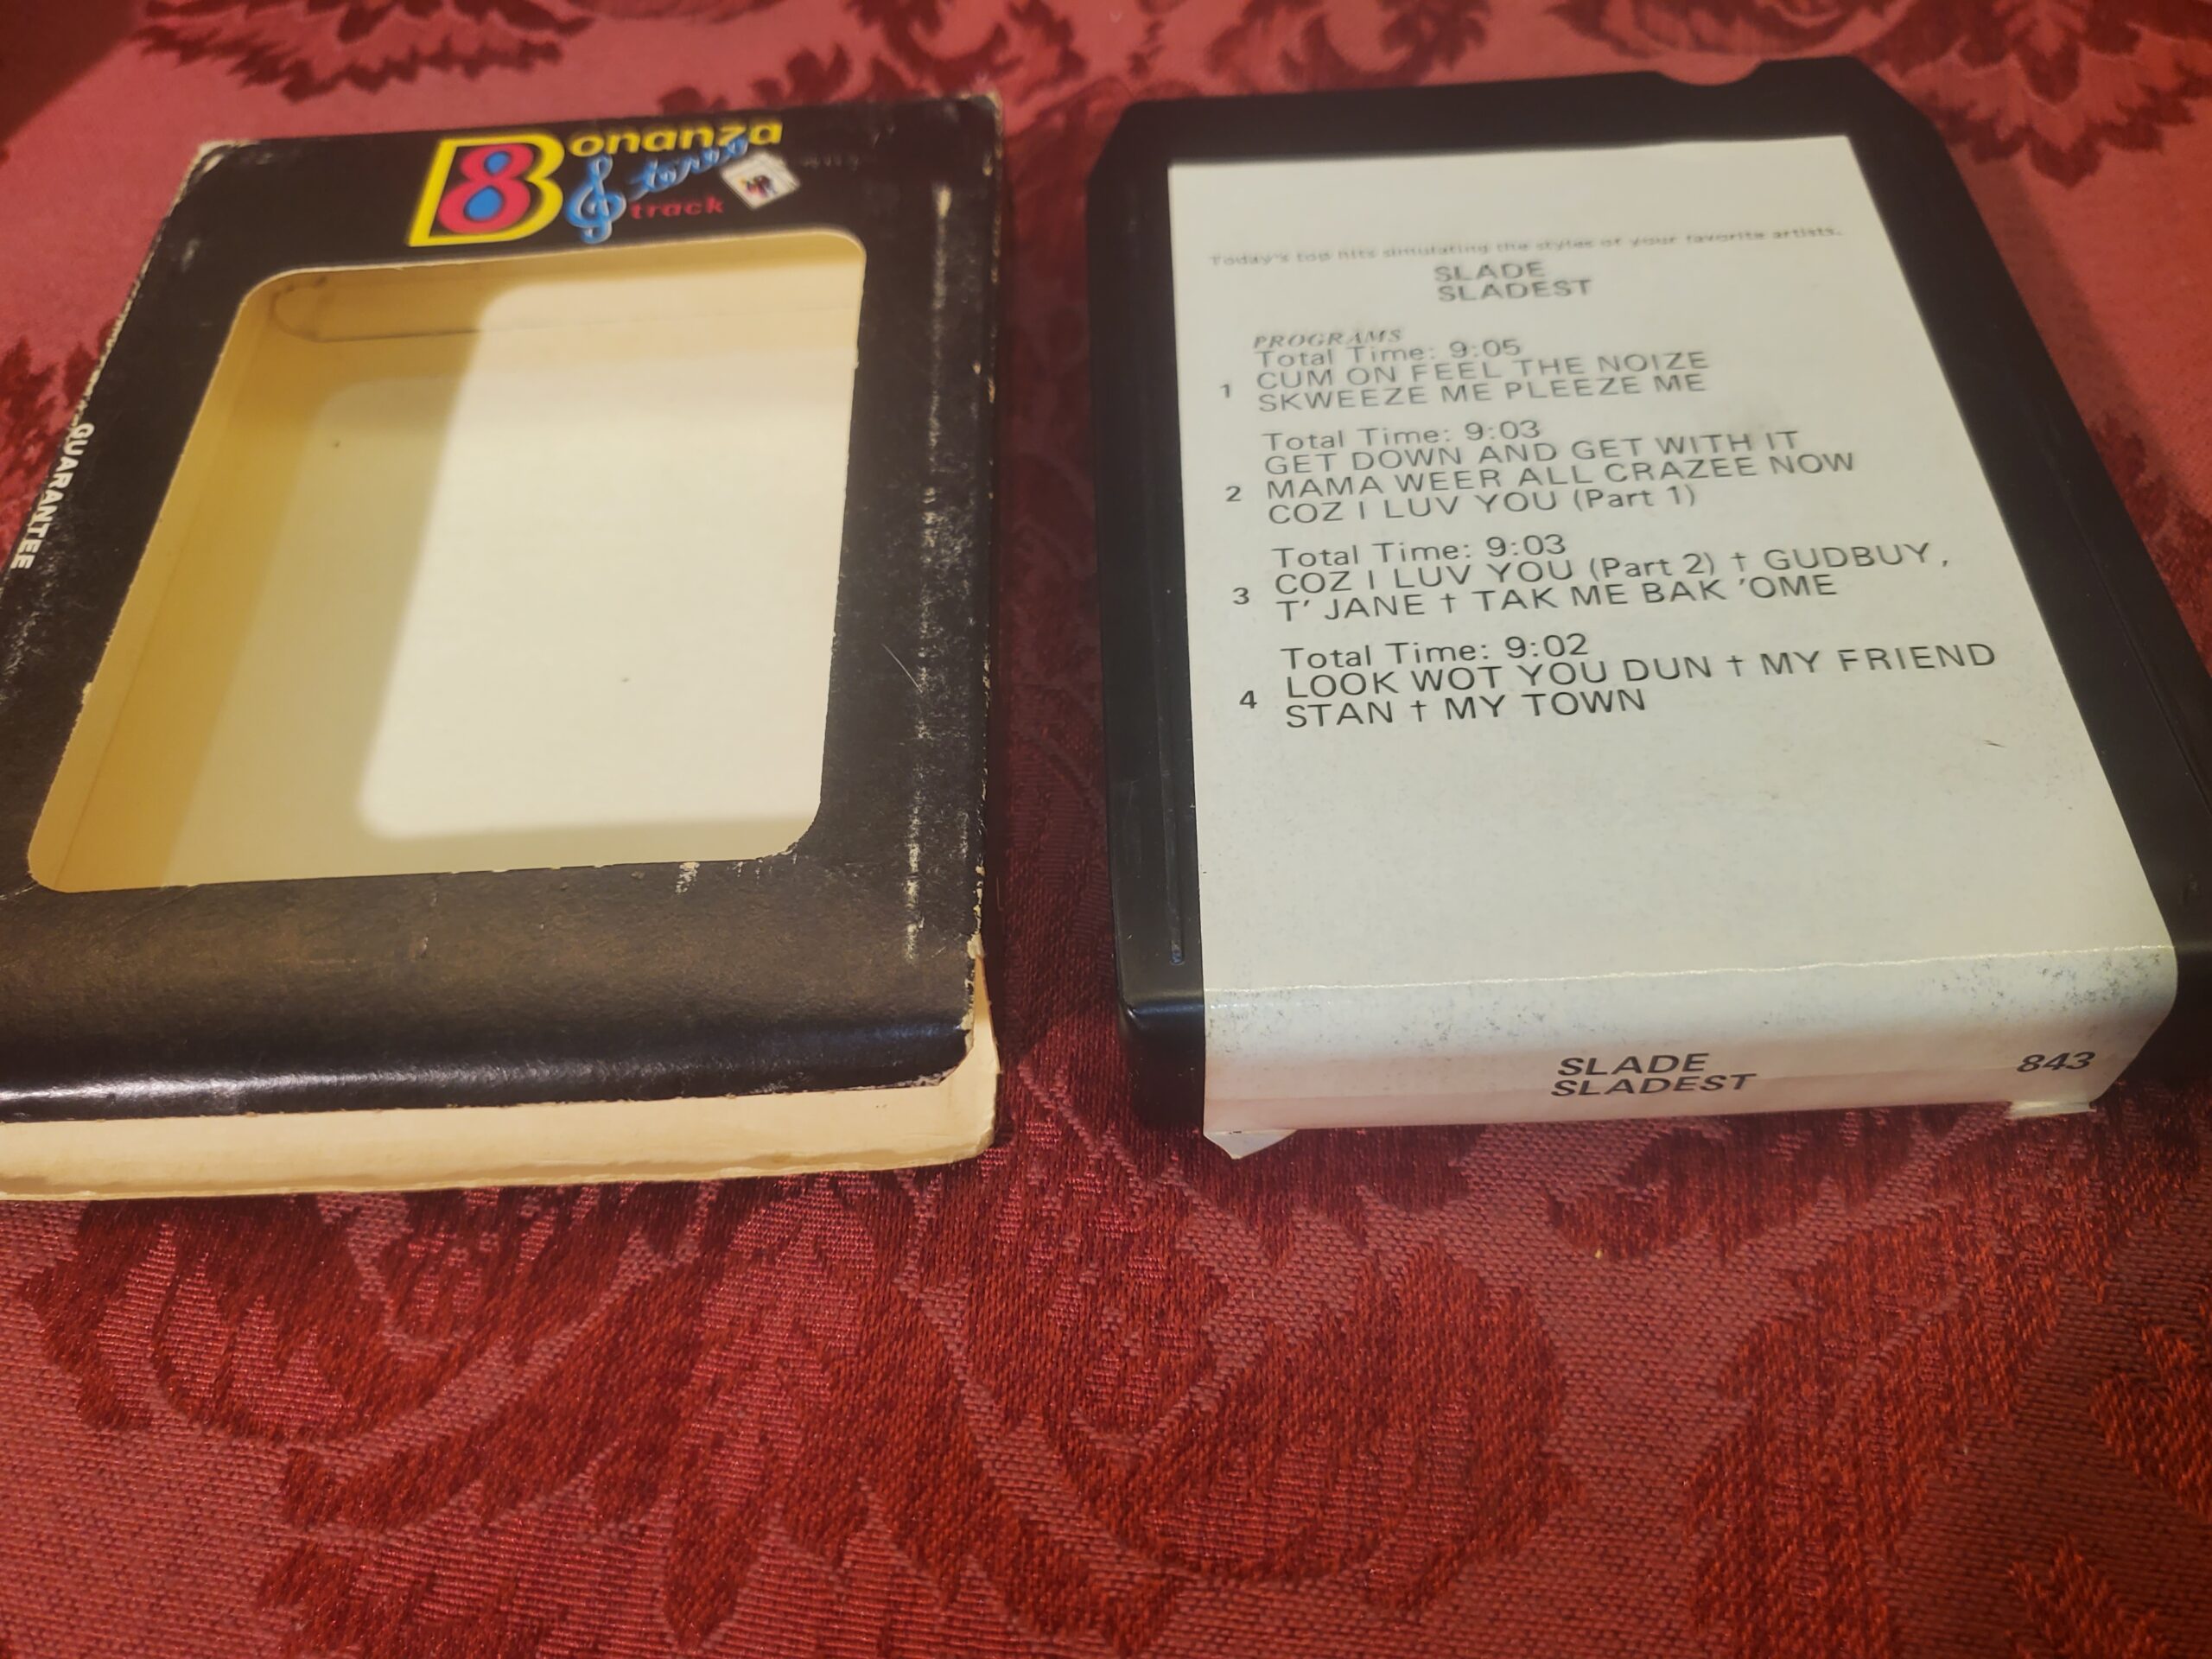 8 Bonanza
Stereo
track
GUARANTEE
Today's top hits simulating the styles of your favorite artists.
SLADE
SLADEST
PROGRAMS
Total Time: 9:05
CUM ON FEEL THE NOIZE
1 SKWEEZE ME PLEEZE ME
Total Time: 9:03
GET DOWN AND GET WITH IT
2 MAMA WEER ALL CRAZEE NOW
COZ I LUV YOU (Part 1)
Total Time: 9:03
COZ I LUV YOU (Part 2) † GUDBUY,
3 T' JANE † TAK ME BAK 'OME
Total Time: 9:02
LOOK WOT YOU DUN † MY FRIEND
4 STAN † MY TOWN
SLADE
SLADEST 843